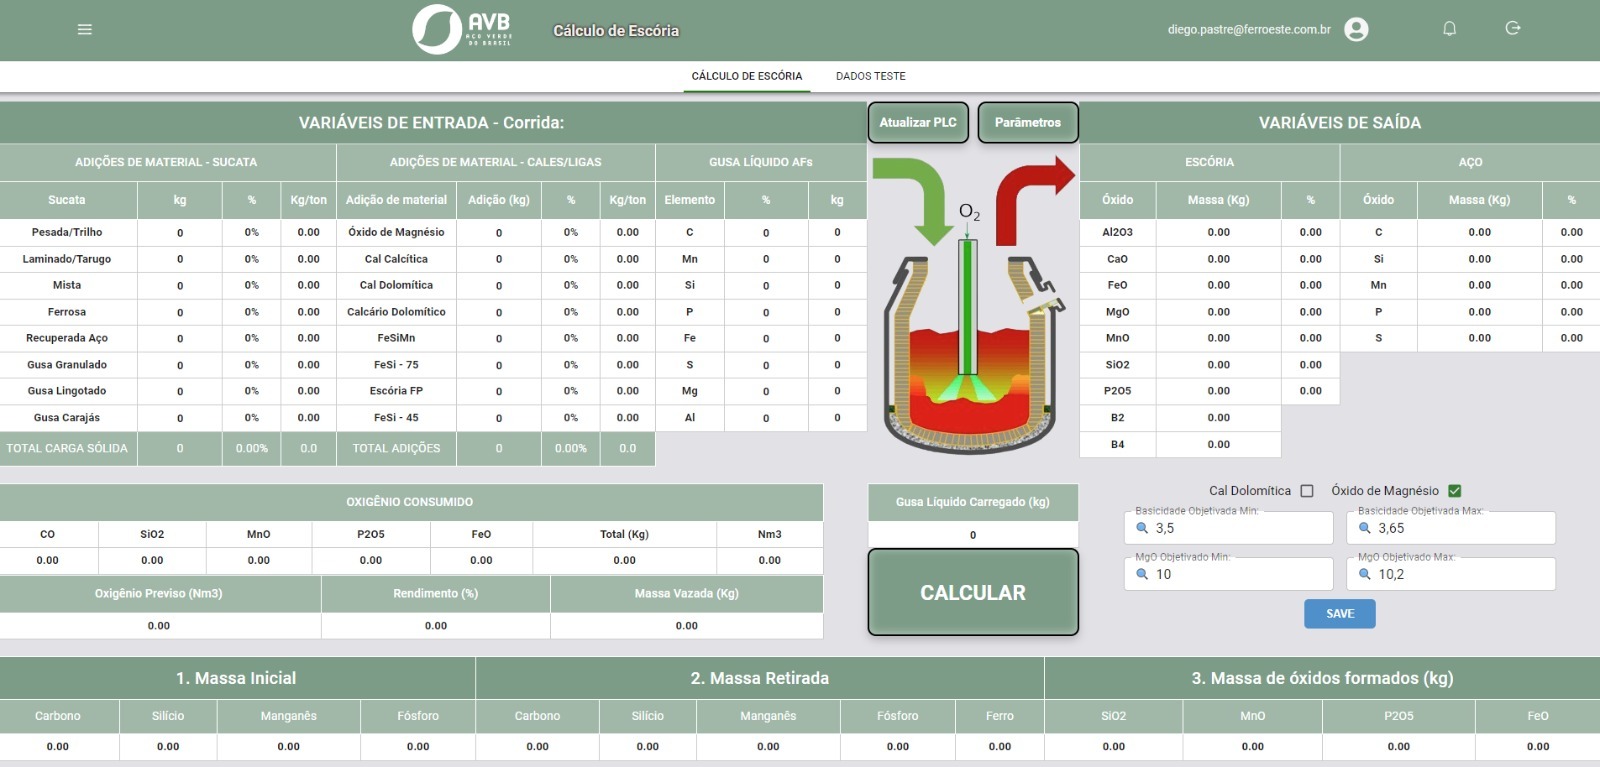 AVB
AÇO VERDE
DO BRASIL
Cálculo de Escória
diego.pastre@ferroeste.com.br
CÁLCULO DE ESCÓRIA DADOS TESTE
VARIÁVEIS DE ENTRADA - Corrida:
Atualizar PLC Parâmetros
VARIÁVEIS DE SAÍDA
ADIÇÕES DE MATERIAL - SUCATA ADIÇÕES DE MATERIAL - CALES/LIGAS GUSA LÍQUIDO AFs
Sucata kg % Kg/ton Adição de material Adição (kg) % Kg/ton Elemento % kg
Pesada/Trilho 0 0% 0.00 Óxido de Magnésio 0 0% 0.00 C 0 0
Laminado/Tarugo 0 0% 0.00 Cal Calcítica 0 0% 0.00 Mn 0 0
Mista 0 0% 0.00 Cal Dolomítica 0 0% 0.00 Si 0 0
Ferrosa 0 0% 0.00 Calcário Dolomítico 0 0% 0.00 P 0 0
Recuperada Aço 0 0% 0.00 FeSiMn 0 0% 0.00 Fe 0 0
Gusa Granulado 0 0% 0.00 FeSi - 75 0 0% 0.00 S 0 0
Gusa Lingotado 0 0% 0.00 Escória FP 0 0% 0.00 Mg 0 0
Gusa Carajás 0 0% 0.00 FeSi - 45 0 0% 0.00 Al 0 0
TOTAL CARGA SÓLIDA 0 0.00% 0.0 TOTAL ADIÇÕES 0 0.00% 0.0
O2
ESCÓRIA AÇO
Óxido Massa (Kg) % Óxido Massa (Kg) %
Al2O3 0.00 0.00 C 0.00 0.00
CaO 0.00 0.00 Si 0.00 0.00
FeO 0.00 0.00 Mn 0.00 0.00
MgO 0.00 0.00 P 0.00 0.00
MnO 0.00 0.00 S 0.00 0.00
SiO2 0.00 0.00
P2O5 0.00 0.00
B2 0.00
B4 0.00
OXIGÊNIO CONSUMIDO
CO SiO2 MnO P2O5 FeO Total (Kg) Nm3
0.00 0.00 0.00 0.00 0.00 0.00 0.00
Oxigênio Previso (Nm3) Rendimento (%) Massa Vazada (Kg)
0.00 0.00 0.00
Gusa Líquido Carregado (kg)
0
CALCULAR
Cal Dolomítica Óxido de Magnésio
Basicidade Objetivada Min: Basicidade Objetivada Max:
3,5 3,65
MgO Objetivado Min: MgO Objetivado Max:
10 10,2
SAVE
1. Massa Inicial 2. Massa Retirada 3. Massa de óxidos formados (kg)
Carbono Silício Manganês Fósforo Carbono Silício Manganês Fósforo Ferro SiO2 MnO P2O5 FeO
0.00 0.00 0.00 0.00 0.00 0.00 0.00 0.00 0.00 0.00 0.00 0.00 0.00